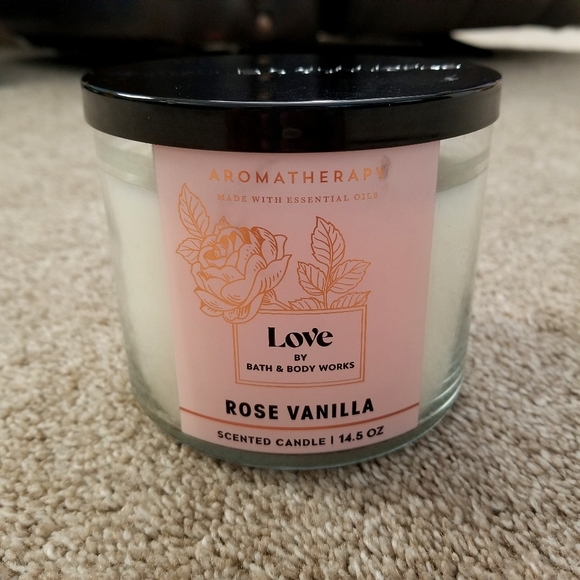 AROMATHERAPY
MADE WITH ESSENTIAL OILS
Love
BY
BATH & BODY WORKS
ROSE VANILLA
SCENTED CANDLE | 14.5 OZ